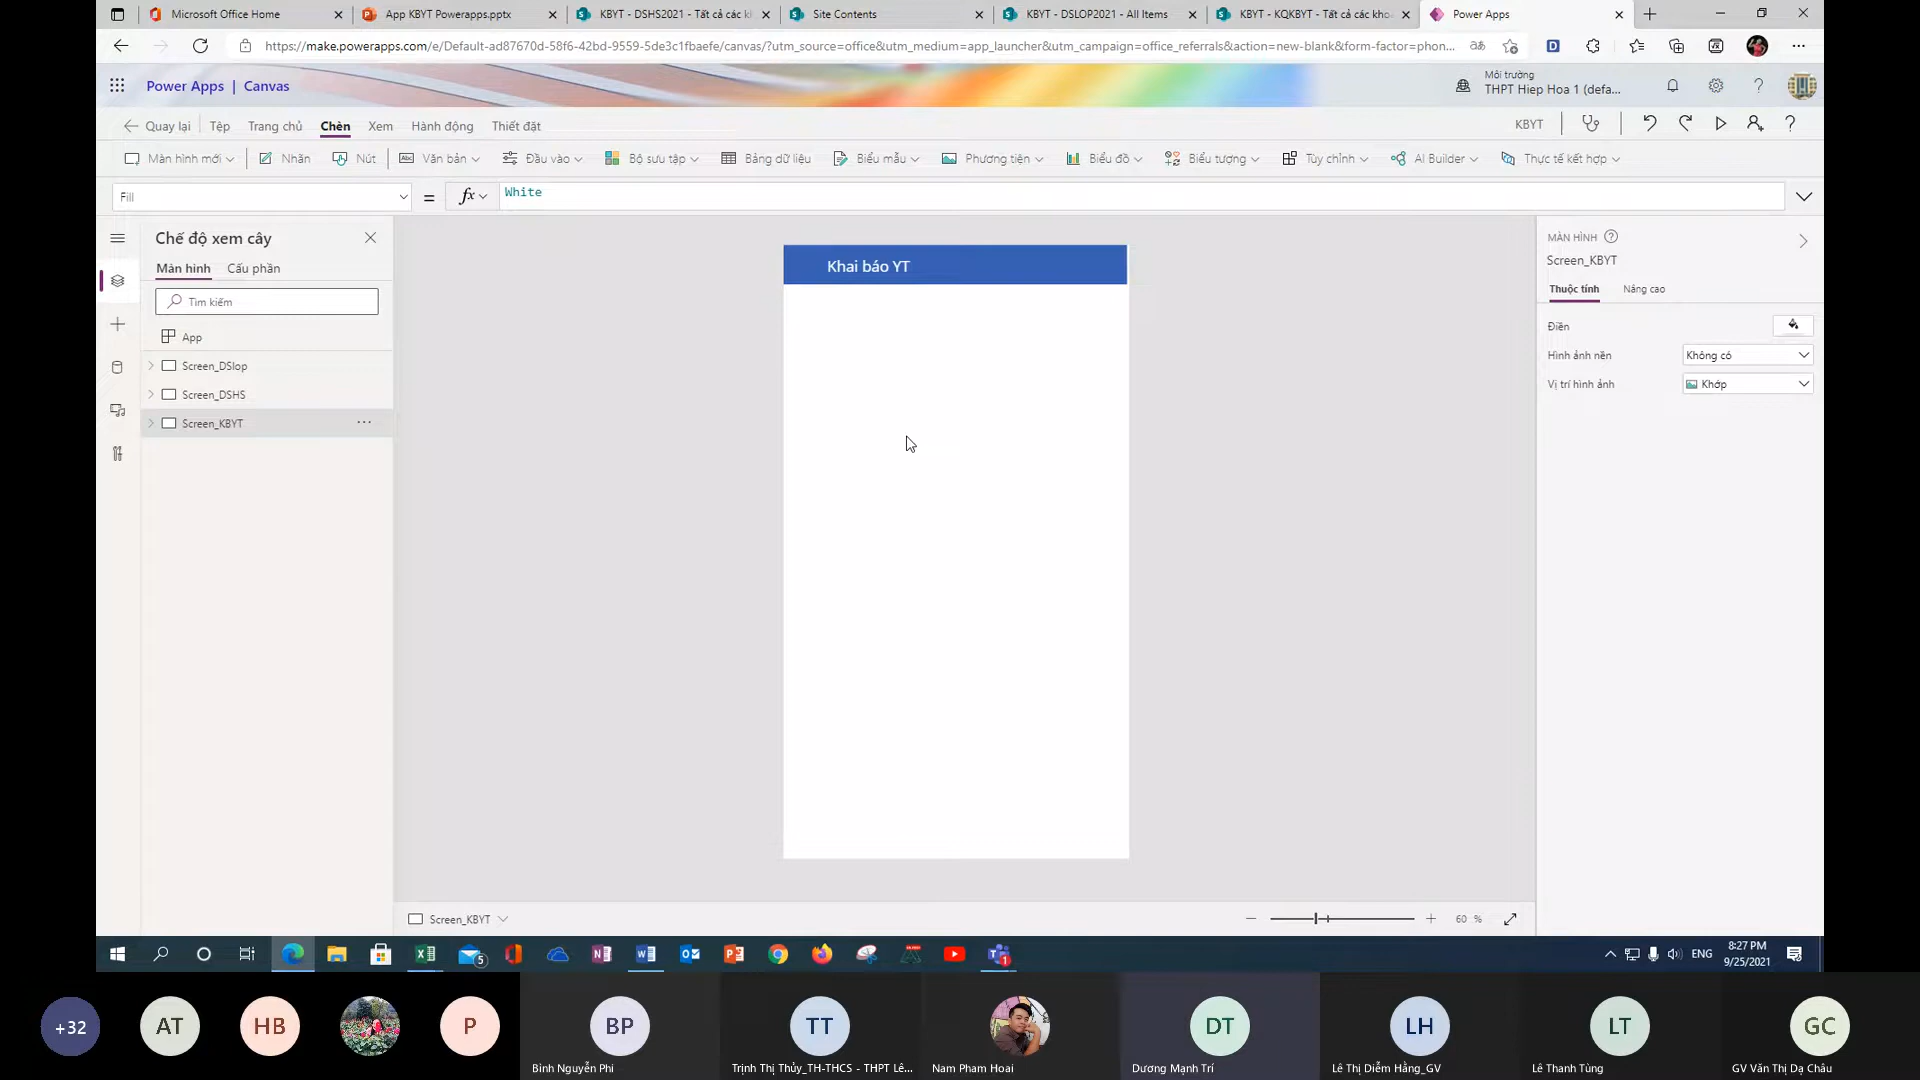 Microsoft Office Home
App KBYT Powerapps.pptx
KBYT - DSHS2021 - Tất cả các kl
Site Contents
KBYT - DSLOP2021 - All Items
KBYT - KQKBYT - Tất cả các kho
Power Apps
https://make.powerapps.com/e/Default-ad87670d-58f6-42bd-9559-5de3c1fbaefe/canvas/?utm_source=office&utm_medium=app_launcher&utm_campaign=office_referrals&action=new-blank&form-factor=phon...
Power Apps | Canvas
Môi trường
THPT Hiep Hoa 1 (defa...
Quay lại
Tệp
Trang chủ
Chèn
Xem
Hành động
Thiết đặt
KBYT
Màn hình mới
Nhãn
Nút
Văn bản
Đầu vào
Bộ sưu tập
Bảng dữ liệu
Biểu mẫu
Phương tiện
Biểu đồ
Biểu tượng
Tùy chỉnh
AI Builder
Thực tế kết hợp
Fill
=
fx
White
Chế độ xem cây
Màn hình
Cấu phần
Tìm kiếm
App
Screen_DSlop
Screen_DSHS
Screen_KBYT
Khai báo YT
MÀN HÌNH
Screen_KBYT
Thuộc tính
Nâng cao
Điền
Hình ảnh nền
Không có
Vị trí hình ảnh
Khớp
Screen_KBYT
60 %
5
1
ENG
8:27 PM
9/25/2021
+32
AT
HB
P
BP
Bình Nguyễn Phi
TT
Trịnh Thị Thủy_TH-THCS - THPT Lê...
Nam Pham Hoai
DT
Dương Mạnh Trí
LH
Lê Thị Diễm Hằng_GV
LT
Lê Thanh Tùng
GC
GV Văn Thị Dạ Châu